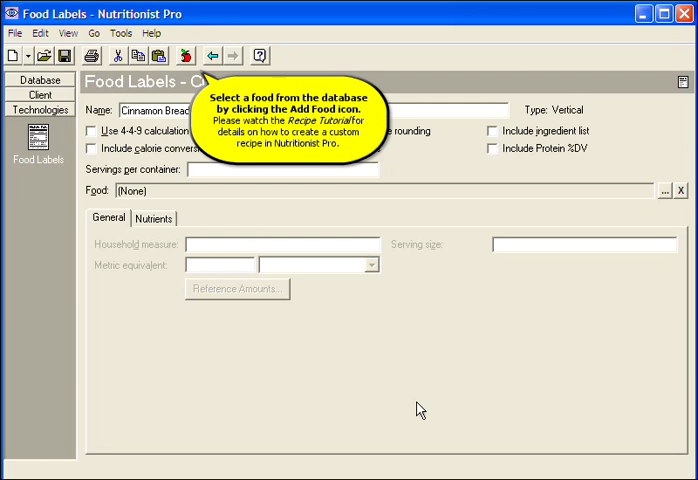 Food Labels - Nutritionist Pro
File Edit View Go Tools Help
Database
Client
Technologies
Food Labels
Food Labels - C
Select a food from the database
by clicking the Add Food icon.
Please watch the Recipe Tutorial for
details on how to create a custom
recipe in Nutritionist Pro.
Name: Cinnamon Bread Type: Vertical
Use 4-4-9 calculation rounding Include ingredient list
Include calorie conver Include Protein %DV
Servings per container:
Food: (None) ... X
General Nutrients
Household measure: Serving size:
Metric equivalent:
Reference Amounts...